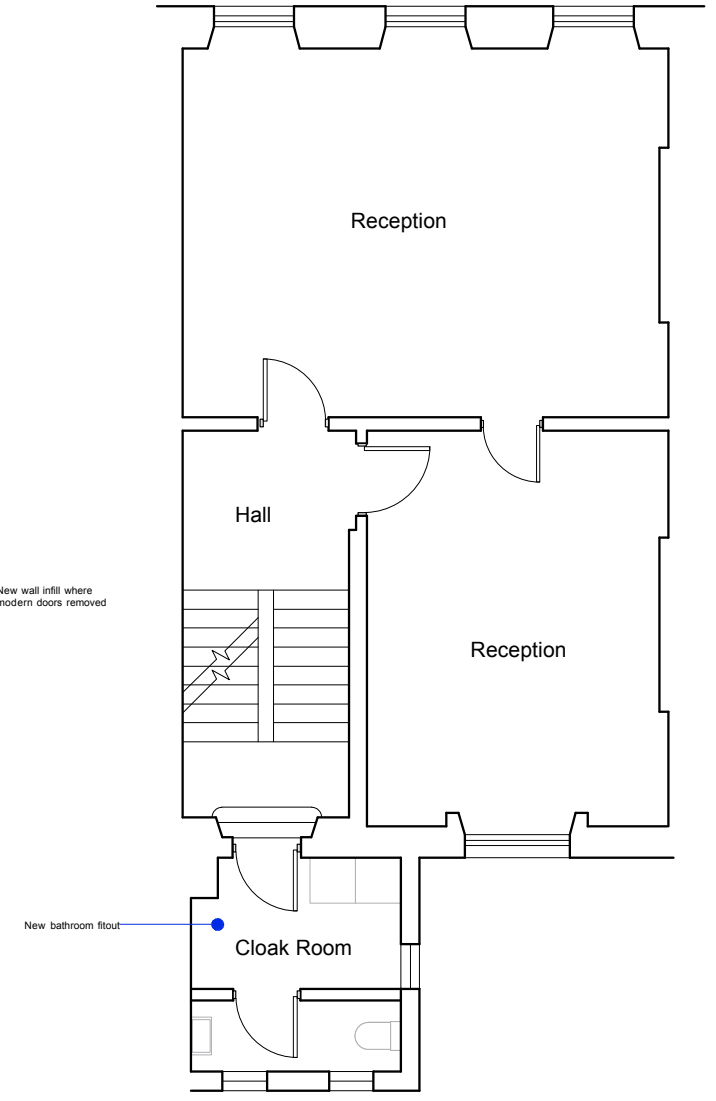 Reception
Hall
New wall infill where
modern doors removed
Reception
New bathroom fitout
Cloak Room